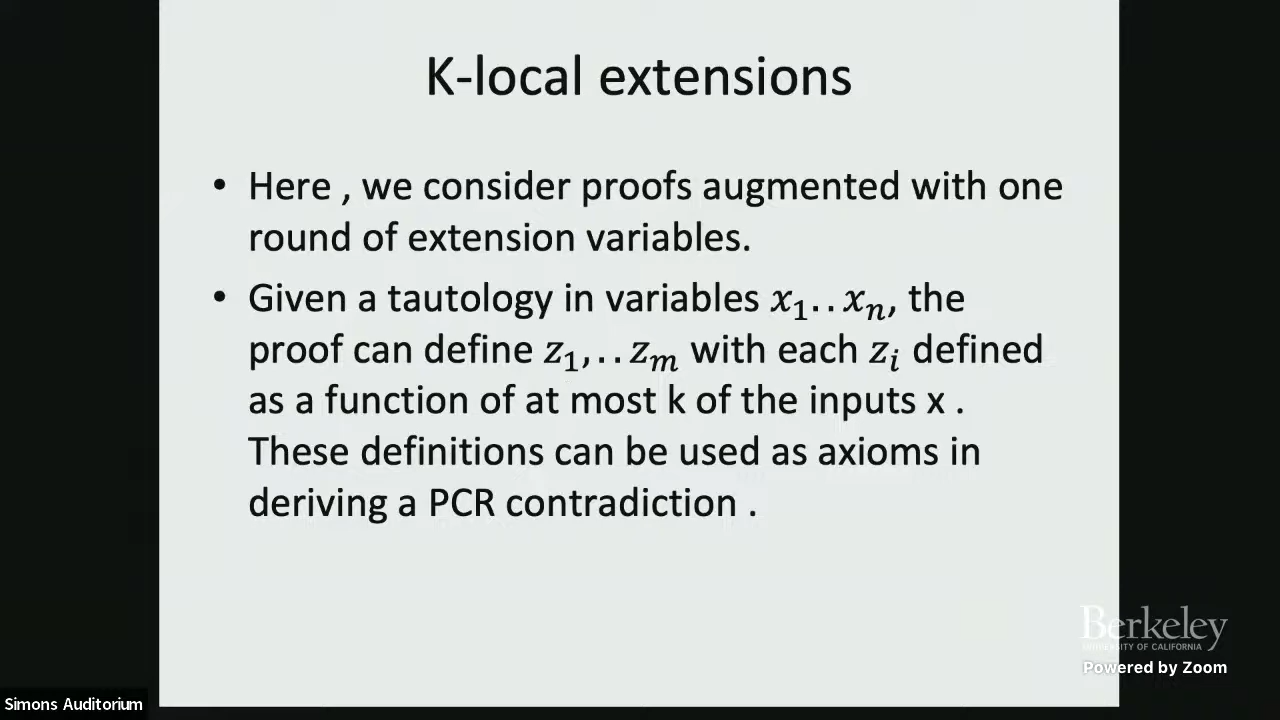 K-local extensions
• Here , we consider proofs augmented with one
round of extension variables.
• Given a tautology in variables x₁. . xₙ, the
proof can define z₁, . . zₘ with each zᵢ defined
as a function of at most k of the inputs x .
These definitions can be used as axioms in
deriving a PCR contradiction .
Berkeley
UNIVERSITY OF CALIFORNIA
Powered by Zoom
Simons Auditorium